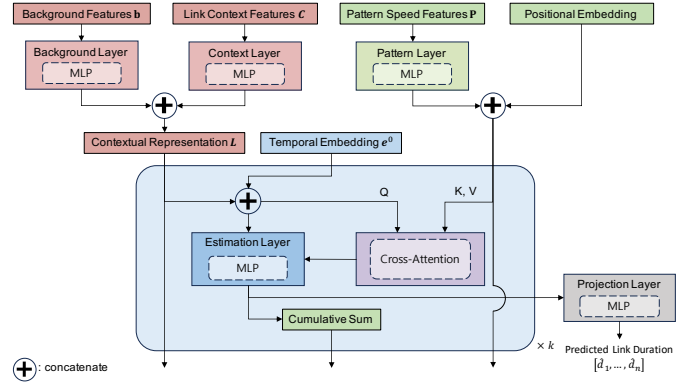 Background Features b
Link Context Features C
Pattern Speed Features P
Positional Embedding
Background Layer
MLP
Context Layer
MLP
Pattern Layer
MLP
Contextual Representation L
Temporal Embedding e⁰
Q
K, V
Estimation Layer
MLP
Cross-Attention
Projection Layer
MLP
Cumulative Sum
× k
Predicted Link Duration
[d̂₁, ... , d̂ₙ]
: concatenate